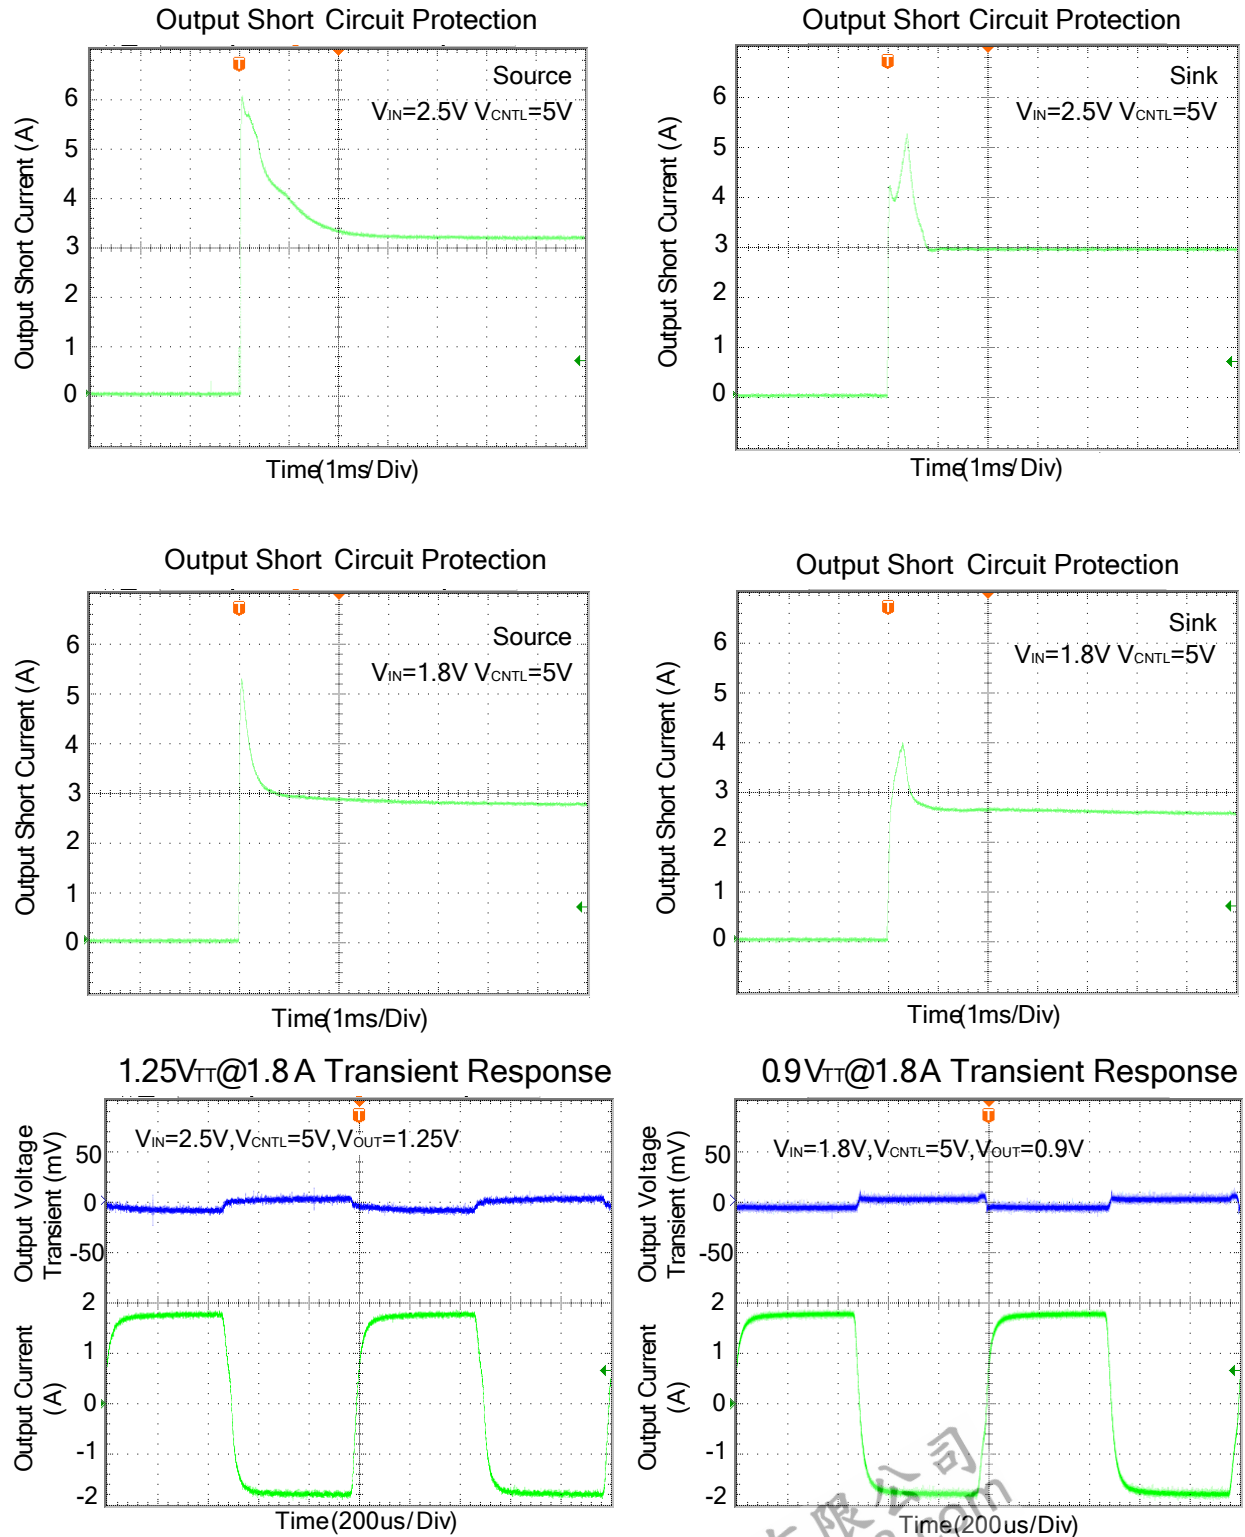 Output Short Circuit Protection
T
Source
VIN=2.5V VCNTL=5V
Output Short Current (A)
6
5
4
3
2
1
0
Time(1ms/Div)
Output Short Circuit Protection
T
Sink
VIN=2.5V VCNTL=5V
Output Short Current (A)
6
5
4
3
2
1
0
Time(1ms/Div)
Output Short Circuit Protection
T
Source
VIN=1.8V VCNTL=5V
Output Short Current (A)
6
5
4
3
2
1
0
Time(1ms/Div)
Output Short Circuit Protection
T
Sink
VIN=1.8V VCNTL=5V
Output Short Current (A)
6
5
4
3
2
1
0
Time(1ms/Div)
1.25VTT@1.8A Transient Response
T
VIN=2.5V,VCNTL=5V,VOUT=1.25V
Output Voltage
Transient (mV)
50
0
-50
Output Current
(A)
2
1
0
-1
-2
Time(200us/Div)
0.9VTT@1.8A Transient Response
T
VIN=1.8V,VCNTL=5V,VOUT=0.9V
Output Voltage
Transient (mV)
50
0
-50
Output Current
(A)
2
1
0
-1
-2
Time(200us/Div)
限公司
com